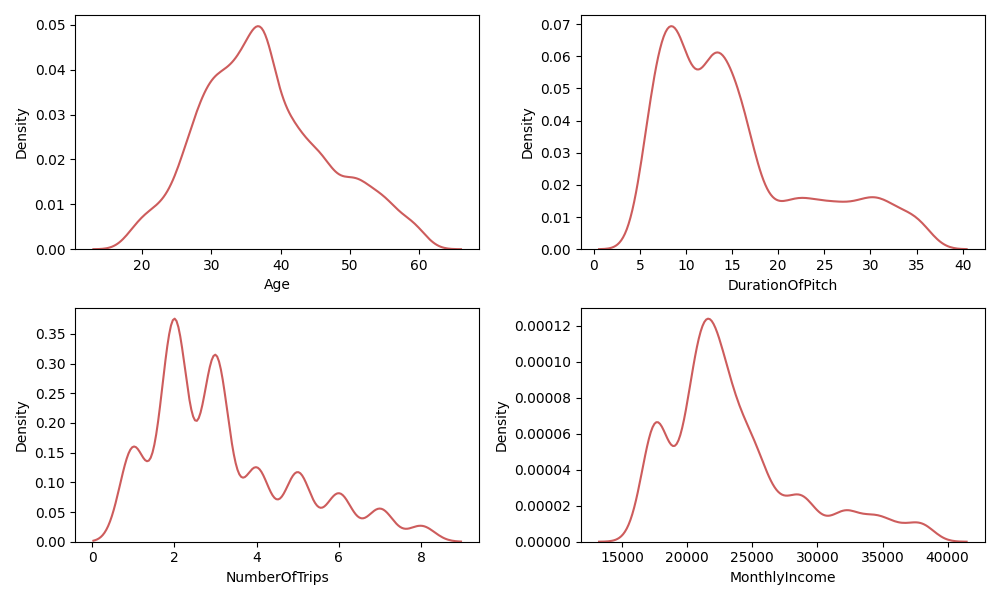 0.05
0.04
0.03
0.02
0.01
0.00
Density
20 30 40 50 60
Age
0.07
0.06
0.05
0.04
0.03
0.02
0.01
0.00
Density
0 5 10 15 20 25 30 35 40
DurationOfPitch
0.35
0.30
0.25
0.20
0.15
0.10
0.05
0.00
Density
0 2 4 6 8
NumberOfTrips
0.00012
0.00010
0.00008
0.00006
0.00004
0.00002
0.00000
Density
15000 20000 25000 30000 35000 40000
MonthlyIncome